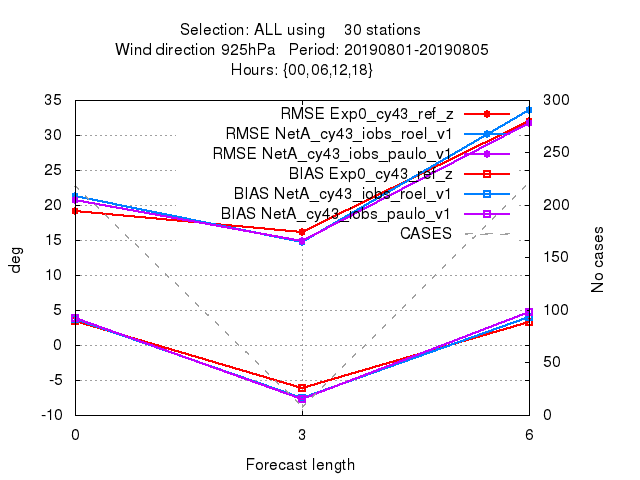 Selection: ALL using    30 stations
Wind direction 925hPa   Period: 20190801-20190805
Hours: {00,06,12,18}
RMSE Exp0_cy43_ref_z
RMSE NetA_cy43_iobs_roel_v1
RMSE NetA_cy43_iobs_paulo_v1
BIAS Exp0_cy43_ref_z
BIAS NetA_cy43_iobs_roel_v1
BIAS NetA_cy43_iobs_paulo_v1
CASES
35
30
25
20
15
10
5
0
-5
-10
deg
300
250
200
150
100
50
0
No cases
0 3 6
Forecast length